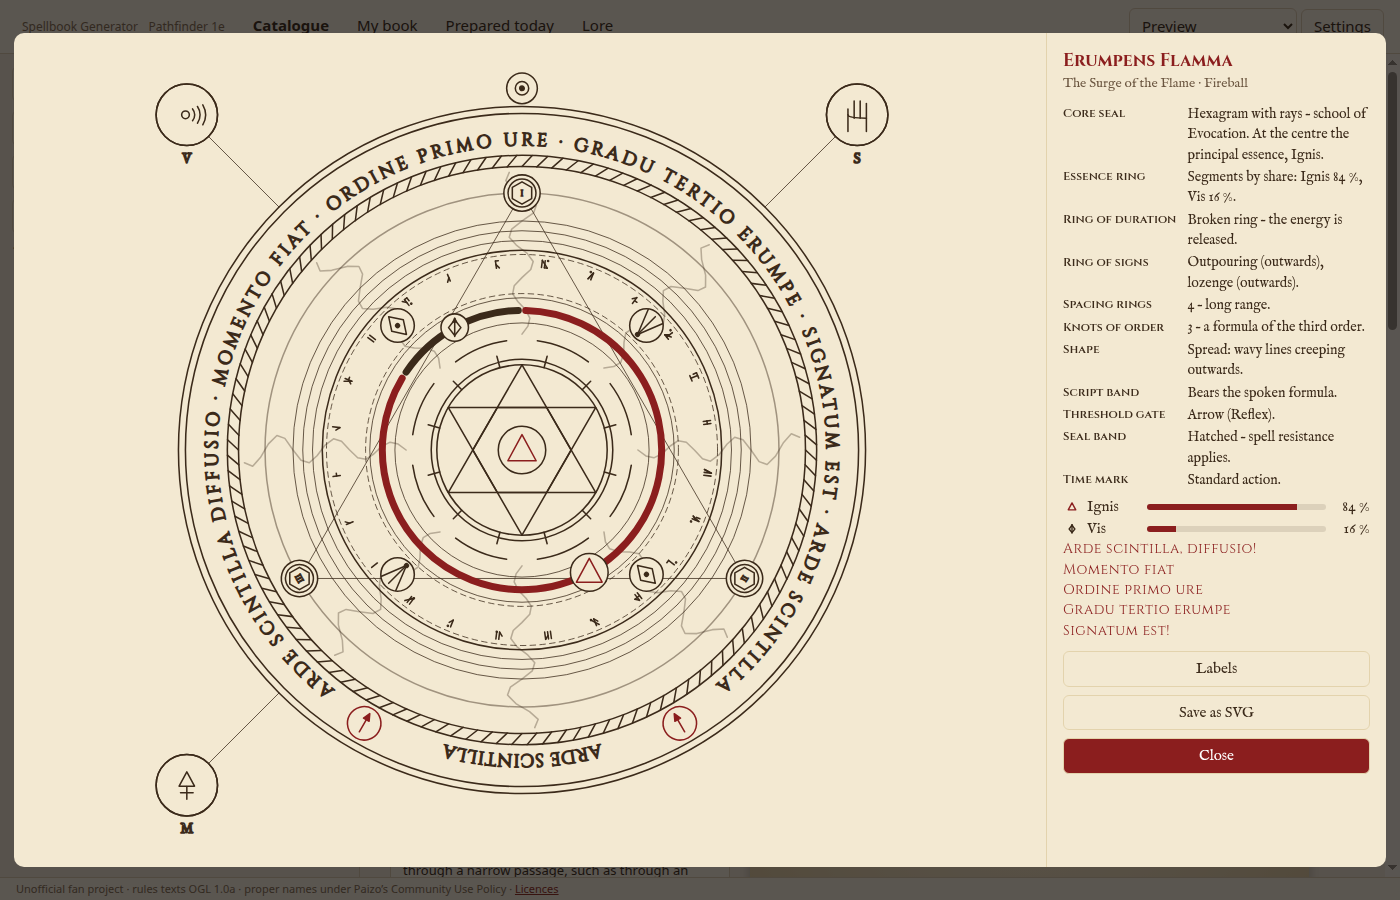 Spellbook Generator Pathfinder 1e Catalogue My book Prepared today Lore Preview Settings
V
S
M
MOMENTO FIAT · ORDINE PRIMO URE · GRADU TERTIO ERUMPE · SIGNATUM EST · ARDE SCINTILLA
ARDE SCINTILLA
ARDE SCINTILLA DIFFUSIO ·
I
II
III
Erumpens Flamma
The Surge of the Flame · Fireball
Core seal Hexagram with rays - school of
Evocation. At the centre the
principal essence, Ignis.
Essence ring Segments by share: Ignis 84 %,
Vis 16 %.
Ring of duration Broken ring - the energy is
released.
Ring of signs Outpouring (outwards),
lozenge (outwards).
Spacing rings 4 - long range.
Knots of order 3 - a formula of the third order.
Shape Spread: wavy lines creeping
outwards.
Script band Bears the spoken formula.
Threshold gate Arrow (Reflex).
Seal band Hatched - spell resistance
applies.
Time mark Standard action.
Ignis 84 %
Vis 16 %
Arde scintilla, diffusio!
Momento fiat
Ordine primo ure
Gradu tertio erumpe
Signatum est!
Labels
Save as SVG
Close
through a narrow passage, such as through an
Unofficial fan project · rules texts OGL 1.0a · proper names under Paizo's Community Use Policy · Licences